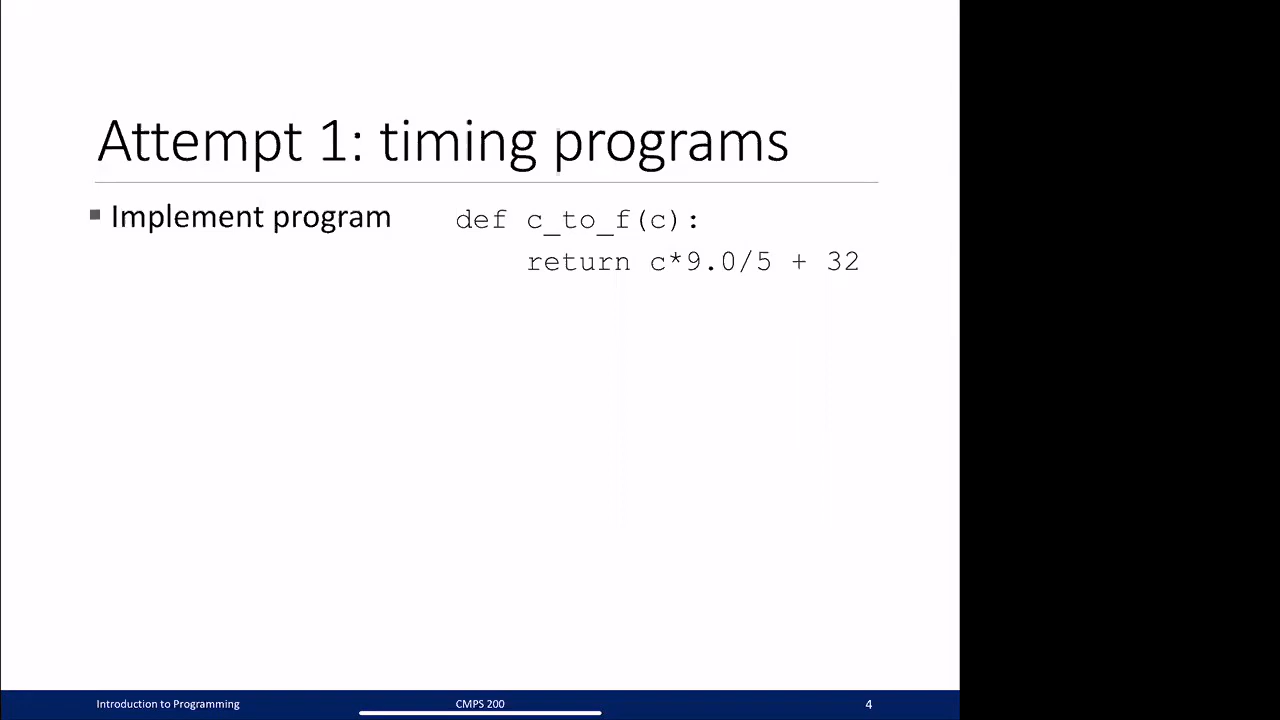 Attempt 1: timing programs
▪ Implement program
def c_to_f(c):
    return c*9.0/5 + 32
Introduction to Programming
CMPS 200
4